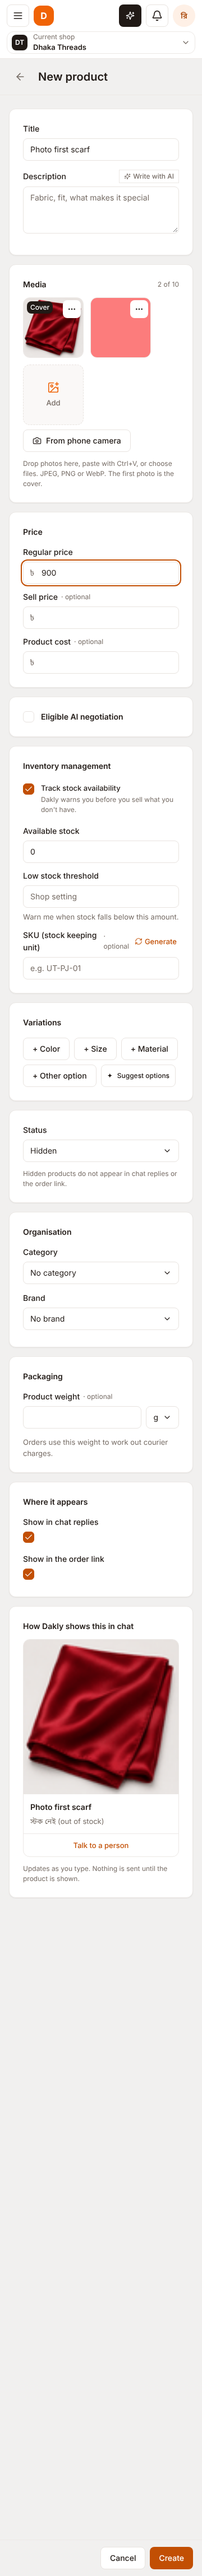 D
রি
DT
Current shop
Dhaka Threads
New product
Title
Photo first scarf
Description
Write with AI
Fabric, fit, what makes it special
Media
2 of 10
Cover
Add
From phone camera
Drop photos here, paste with Ctrl+V, or choose
files. JPEG, PNG or WebP. The first photo is the
cover.
Price
Regular price
৳ 900
Sell price · optional
৳
Product cost · optional
৳
Eligible AI negotiation
Inventory management
Track stock availability
Dakly warns you before you sell what you
don't have.
Available stock
0
Low stock threshold
Shop setting
Warn me when stock falls below this amount.
SKU (stock keeping
unit)
· optional
Generate
e.g. UT-PJ-01
Variations
+ Color
+ Size
+ Material
+ Other option
Suggest options
Status
Hidden
Hidden products do not appear in chat replies or
the order link.
Organisation
Category
No category
Brand
No brand
Packaging
Product weight · optional
g
Orders use this weight to work out courier
charges.
Where it appears
Show in chat replies
Show in the order link
How Dakly shows this in chat
Photo first scarf
স্টক নেই (out of stock)
Talk to a person
Updates as you type. Nothing is sent until the
product is shown.
Cancel
Create